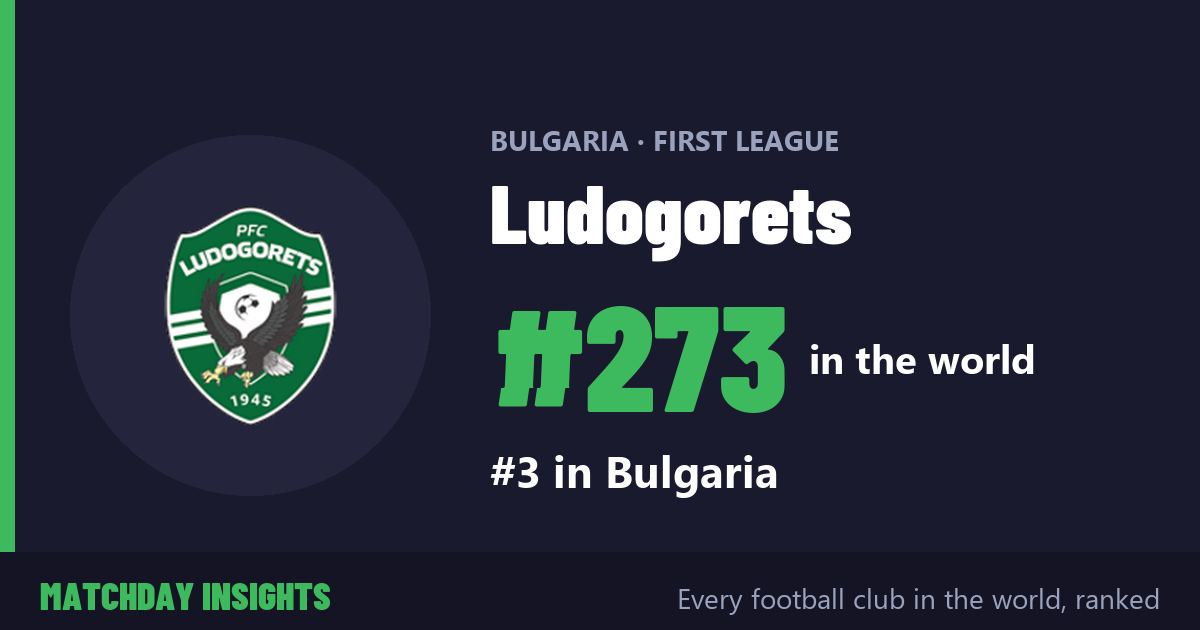 PFC
LUDOGORETS
1945
BULGARIA · FIRST LEAGUE
Ludogorets
#273 in the world
#3 in Bulgaria
MATCHDAY INSIGHTS
Every football club in the world, ranked